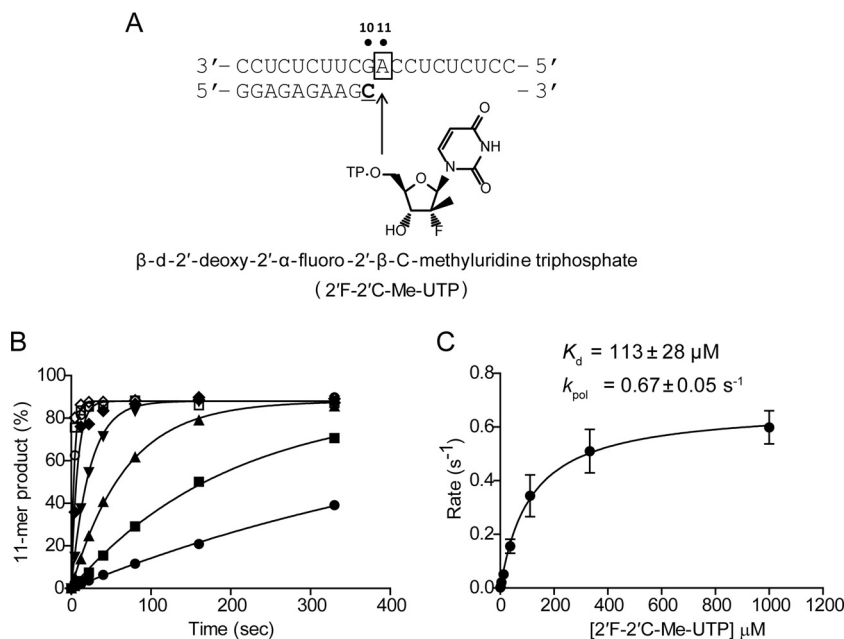 A
10 11
3′– CCUCUCUUCGACCUCUCUCC – 5′
5′– GGAGAGAAGC – 3′
O
NH
N
O
TP.O
O
HO
F
β-d-2′-deoxy-2′-α-fluoro-2′-β-C-methyluridine triphosphate
(2′F-2′C-Me-UTP)
B
11-mer product (%)
100
80
60
40
20
0
0 100 200 300 400
Time (sec)
C
Kd = 113 ± 28 μM
kpol = 0.67 ± 0.05 s-1
Rate (s-1)
0.8
0.6
0.4
0.2
0.0
0 200 400 600 800 1000 1200
[2′F-2′C-Me-UTP] μM